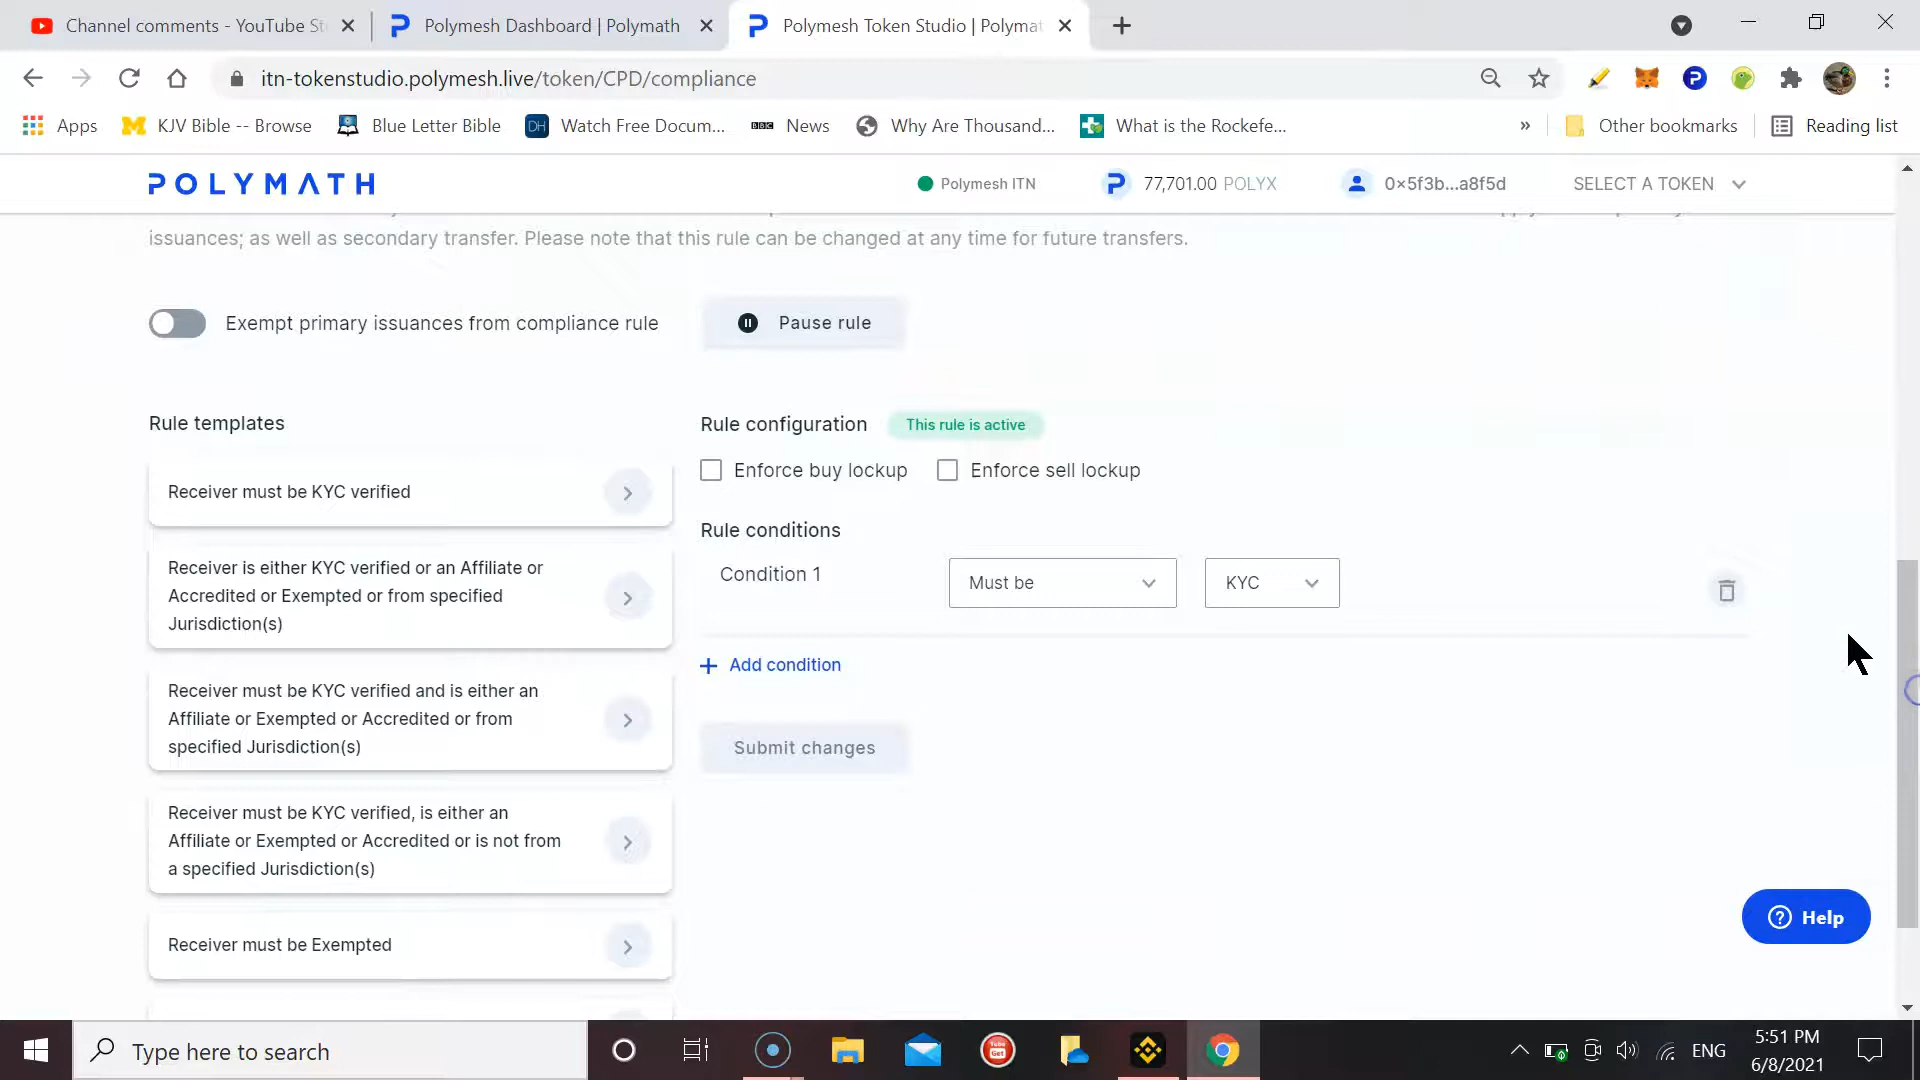 Channel comments - YouTube St
Polymesh Dashboard | Polymath
Polymesh Token Studio | Polymat
itn-tokenstudio.polymesh.live/token/CPD/compliance
Apps
KJV Bible -- Browse
Blue Letter Bible
DH
Watch Free Docum...
BBC
News
Why Are Thousand...
What is the Rockefe...
»
Other bookmarks
Reading list
POLYMATH
Polymesh ITN
77,701.00 POLYX
0x5f3b...a8f5d
SELECT A TOKEN
issuances; as well as secondary transfer. Please note that this rule can be changed at any time for future transfers.
Exempt primary issuances from compliance rule
Pause rule
Rule templates
Rule configuration
This rule is active
Enforce buy lockup
Enforce sell lockup
Receiver must be KYC verified
Rule conditions
Condition 1
Must be
KYC
Receiver is either KYC verified or an Affiliate or
Accredited or Exempted or from specified
Jurisdiction(s)
+ Add condition
Receiver must be KYC verified and is either an
Affiliate or Exempted or Accredited or from
specified Jurisdiction(s)
Submit changes
Receiver must be KYC verified, is either an
Affiliate or Exempted or Accredited or is not from
a specified Jurisdiction(s)
Receiver must be Exempted
Help
Type here to search
ENG
5:51 PM
6/8/2021